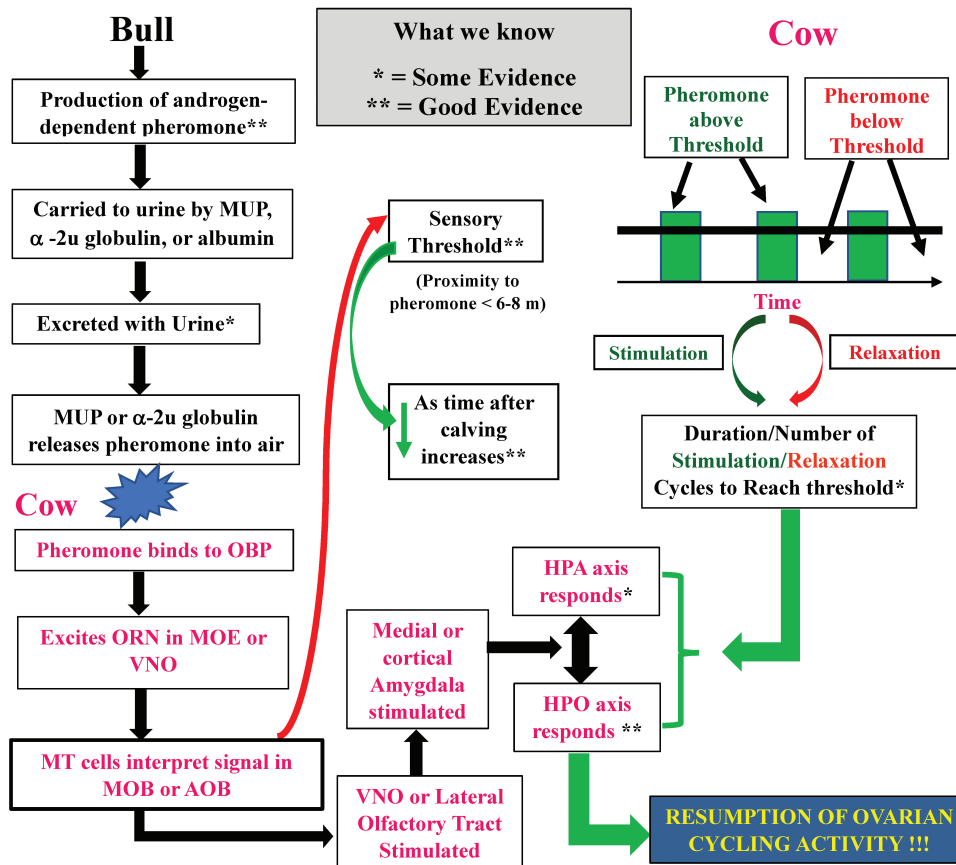 Bull
Production of androgen-
dependent pheromone**
Carried to urine by MUP,
α -2u globulin, or albumin
Excreted with Urine*
MUP or α-2u globulin
releases pheromone into air
Cow
Pheromone binds to OBP
Excites ORN in MOE or
VNO
MT cells interpret signal in
MOB or AOB
VNO or Lateral
Olfactory Tract
Stimulated
Medial or
cortical
Amygdala
stimulated
HPA axis
responds*
HPO axis
responds **
What we know
* = Some Evidence
** = Good Evidence
Sensory
Threshold**
(Proximity to
pheromone < 6-8 m)
As time after
calving
increases**
Cow
Pheromone
above
Threshold
Pheromone
below
Threshold
Time
Stimulation
Relaxation
Duration/Number of
Stimulation/Relaxation
Cycles to Reach threshold*
RESUMPTION OF OVARIAN
CYCLING ACTIVITY !!!